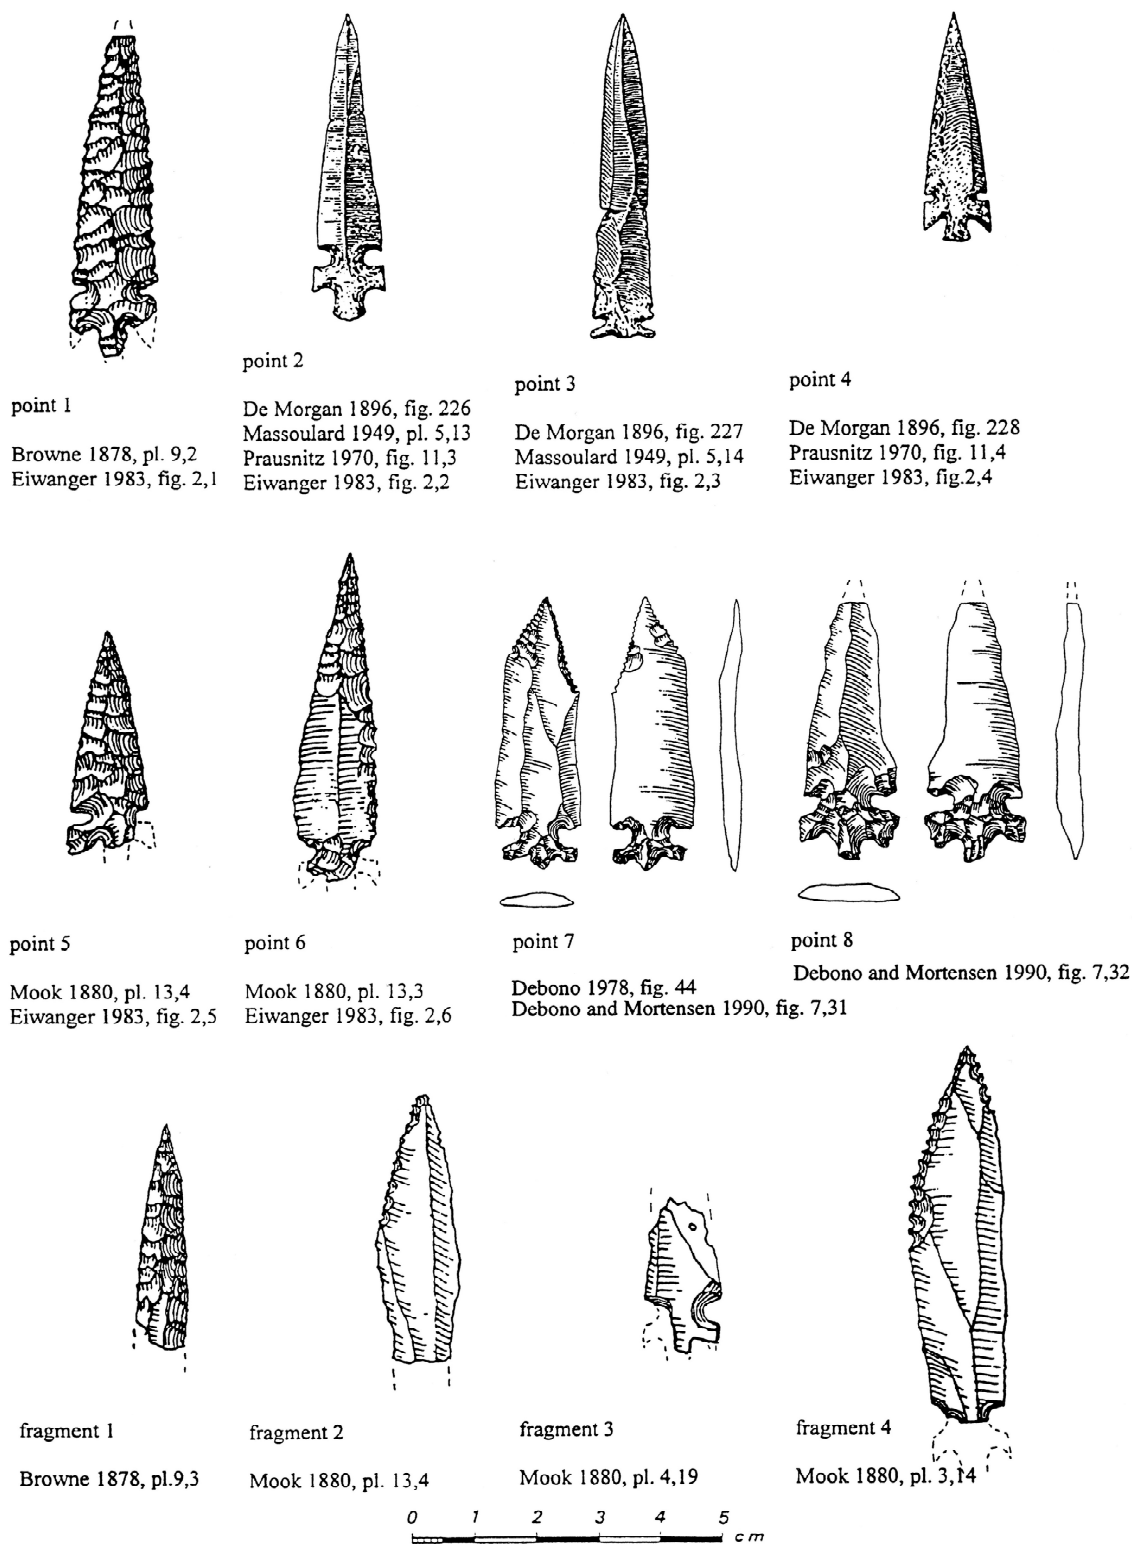 point 1
Browne 1878, pl. 9,2
Eiwanger 1983, fig. 2,1
point 2
De Morgan 1896, fig. 226
Massoulard 1949, pl. 5,13
Prausnitz 1970, fig. 11,3
Eiwanger 1983, fig. 2,2
point 3
De Morgan 1896, fig. 227
Massoulard 1949, pl. 5,14
Eiwanger 1983, fig. 2,3
point 4
De Morgan 1896, fig. 228
Prausnitz 1970, fig. 11,4
Eiwanger 1983, fig.2,4
point 5
Mook 1880, pl. 13,4
Eiwanger 1983, fig. 2,5
point 6
Mook 1880, pl. 13,3
Eiwanger 1983, fig. 2,6
point 7
Debono 1978, fig. 44
Debono and Mortensen 1990, fig. 7,31
point 8
Debono and Mortensen 1990, fig. 7,32
fragment 1
Browne 1878, pl.9,3
fragment 2
Mook 1880, pl. 13,4
fragment 3
Mook 1880, pl. 4,19
fragment 4
Mook 1880, pl. 3,14
0 1 2 3 4 5
cm